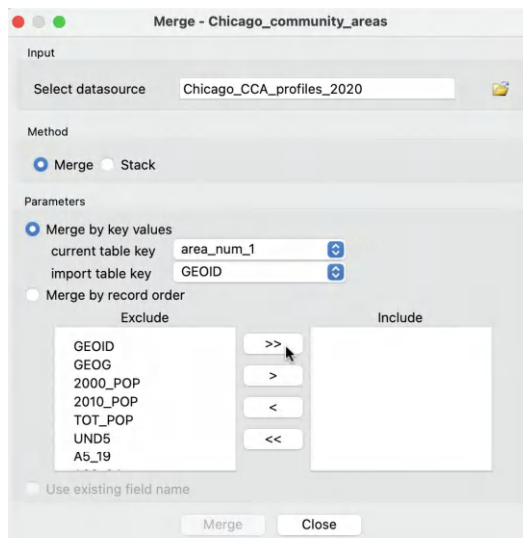 Merge - Chicago_community_areas
Input
Select datasource Chicago_CCA_profiles_2020
Method
Merge Stack
Parameters
Merge by key values
current table key area_num_1
import table key GEOID
Merge by record order
Exclude Include
GEOID >>
GEOG
2000_POP >
2010_POP
TOT_POP <
UND5
A5_19 <<
Use existing field name
Merge Close